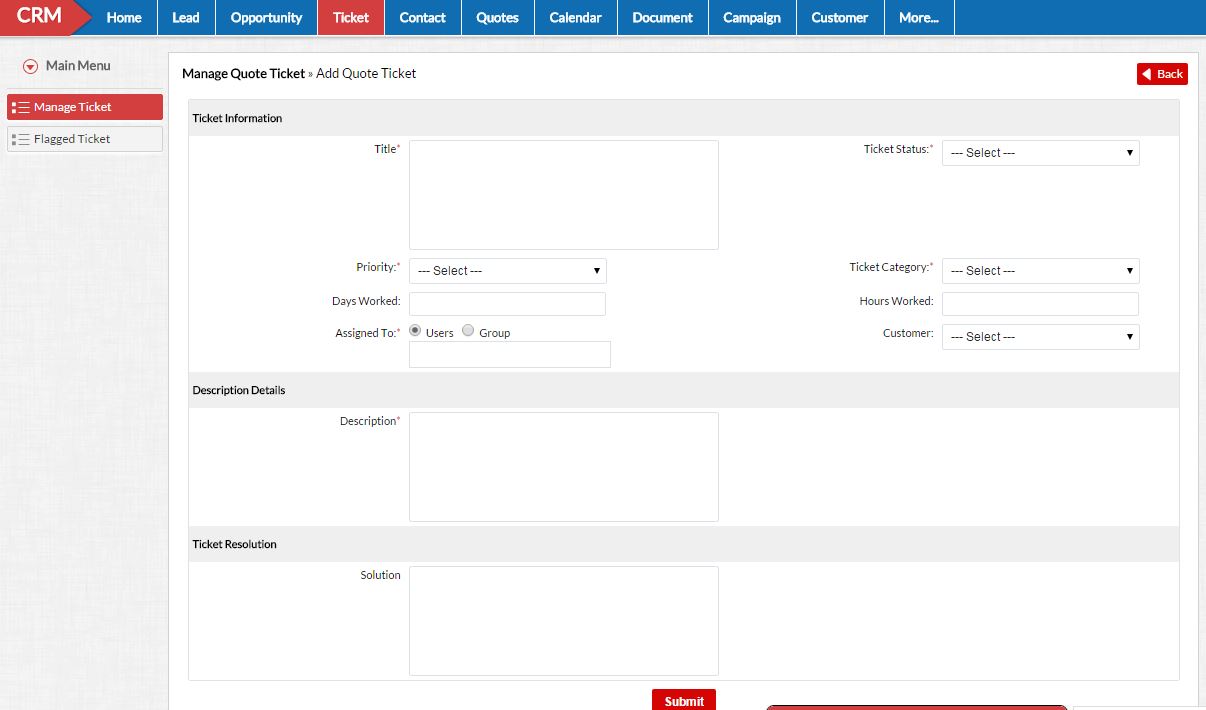 CRM Home Lead Opportunity Ticket Contact Quotes Calendar Document Campaign Customer More...
Main Menu
Manage Ticket
Flagged Ticket
Manage Quote Ticket » Add Quote Ticket
Back
Ticket Information
Title*
Ticket Status:* --- Select ---
Priority:* --- Select ---
Ticket Category:* --- Select ---
Days Worked:
Hours Worked:
Assigned To:* Users Group
Customer: --- Select ---
Description Details
Description*
Ticket Resolution
Solution
Submit